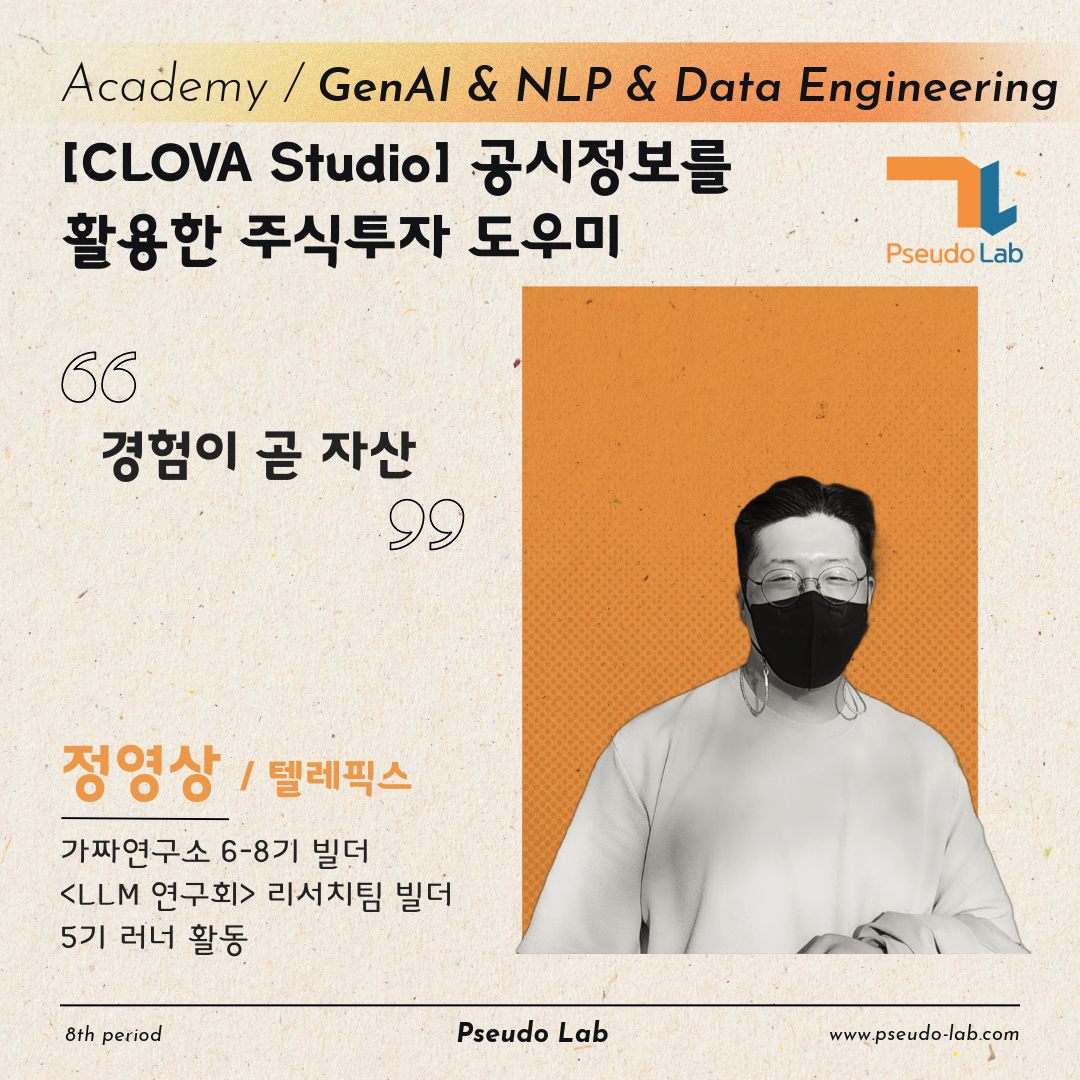 Academy / GenAI & NLP & Data Engineering
[CLOVA Studio] 공시정보를
활용한 주식투자 도우미
Pseudo Lab
“
경험이 곧 자산
”
정영상 / 텔레픽스
가짜연구소 6-8기 빌더
<LLM 연구회> 리서치팀 빌더
5기 러너 활동
8th period
Pseudo Lab
www.pseudo-lab.com